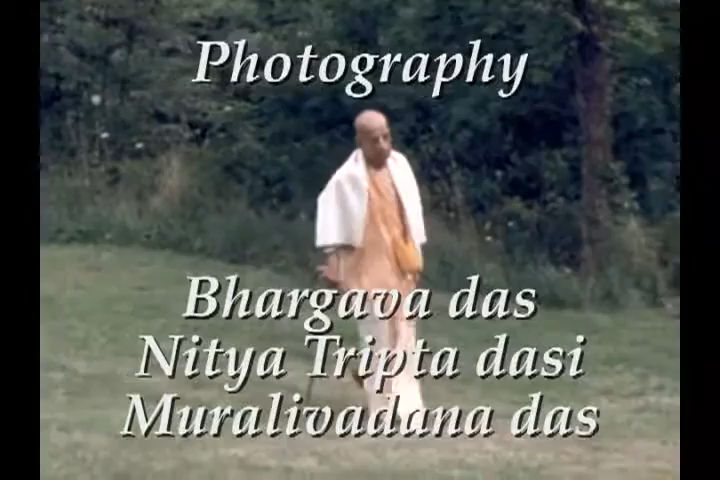 Photography
Bhargava das
Nitya Tripta dasi
Muralivadana das